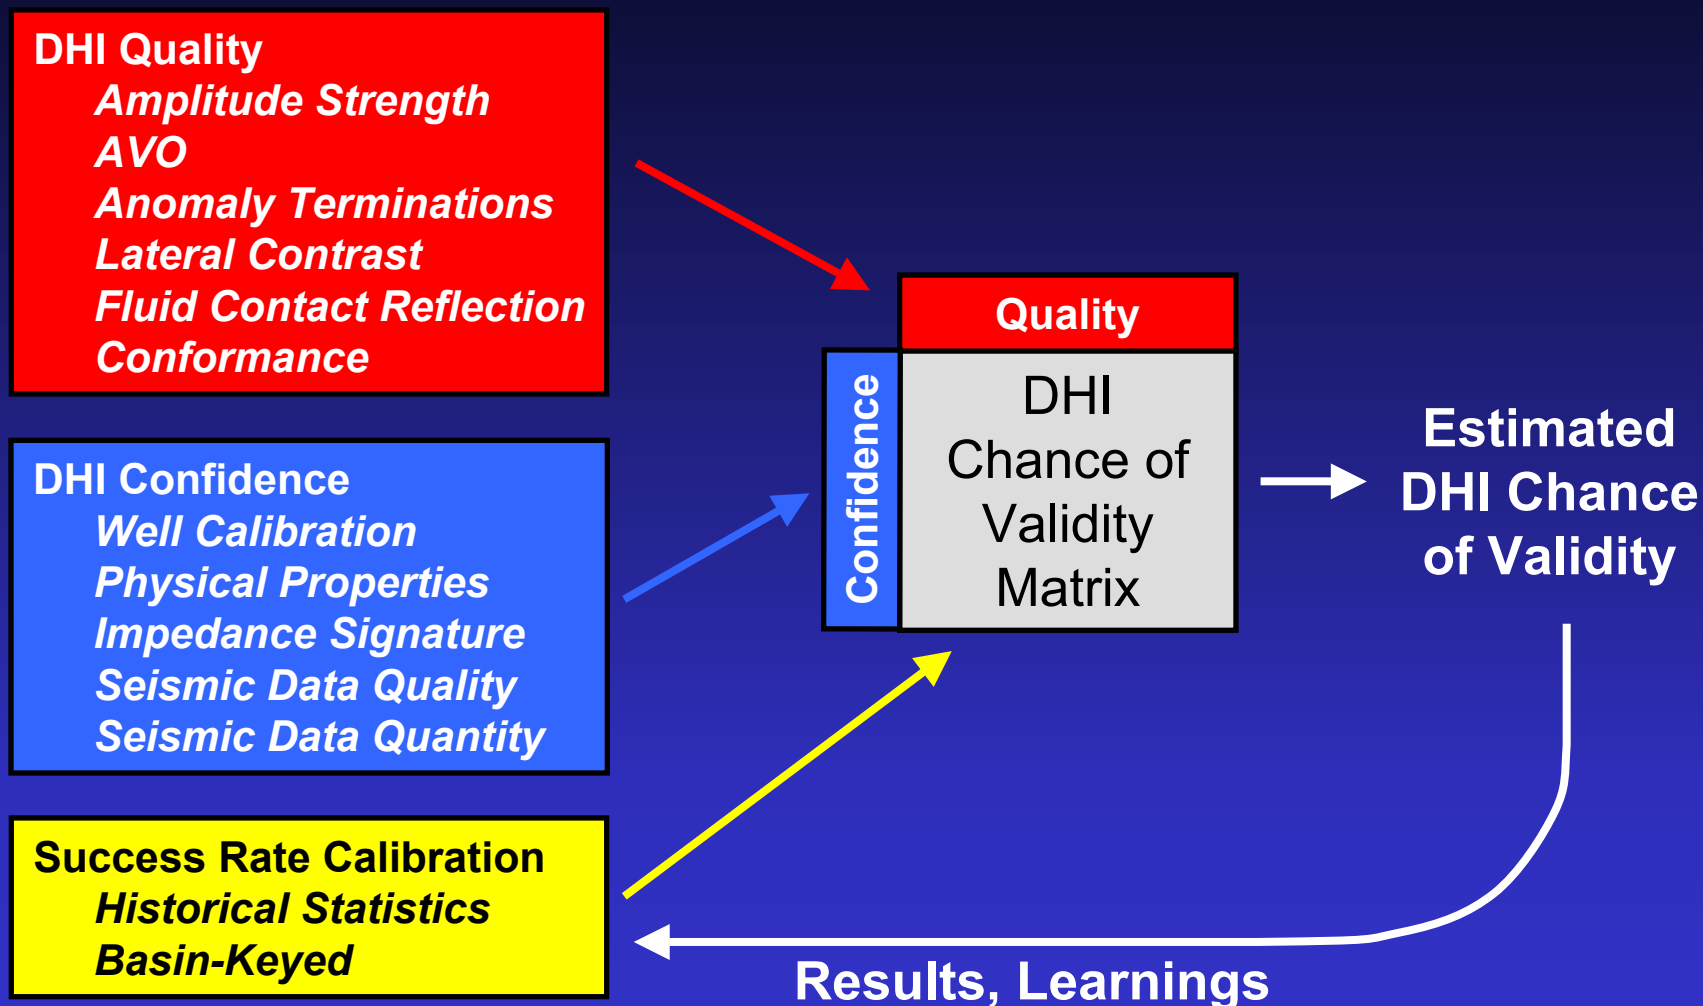 DHI Quality
Amplitude Strength
AVO
Anomaly Terminations
Lateral Contrast
Fluid Contact Reflection
Conformance
DHI Confidence
Well Calibration
Physical Properties
Impedance Signature
Seismic Data Quality
Seismic Data Quantity
Success Rate Calibration
Historical Statistics
Basin-Keyed
Quality
Confidence
DHI
Chance of
Validity
Matrix
Estimated
DHI Chance
of Validity
Results, Learnings